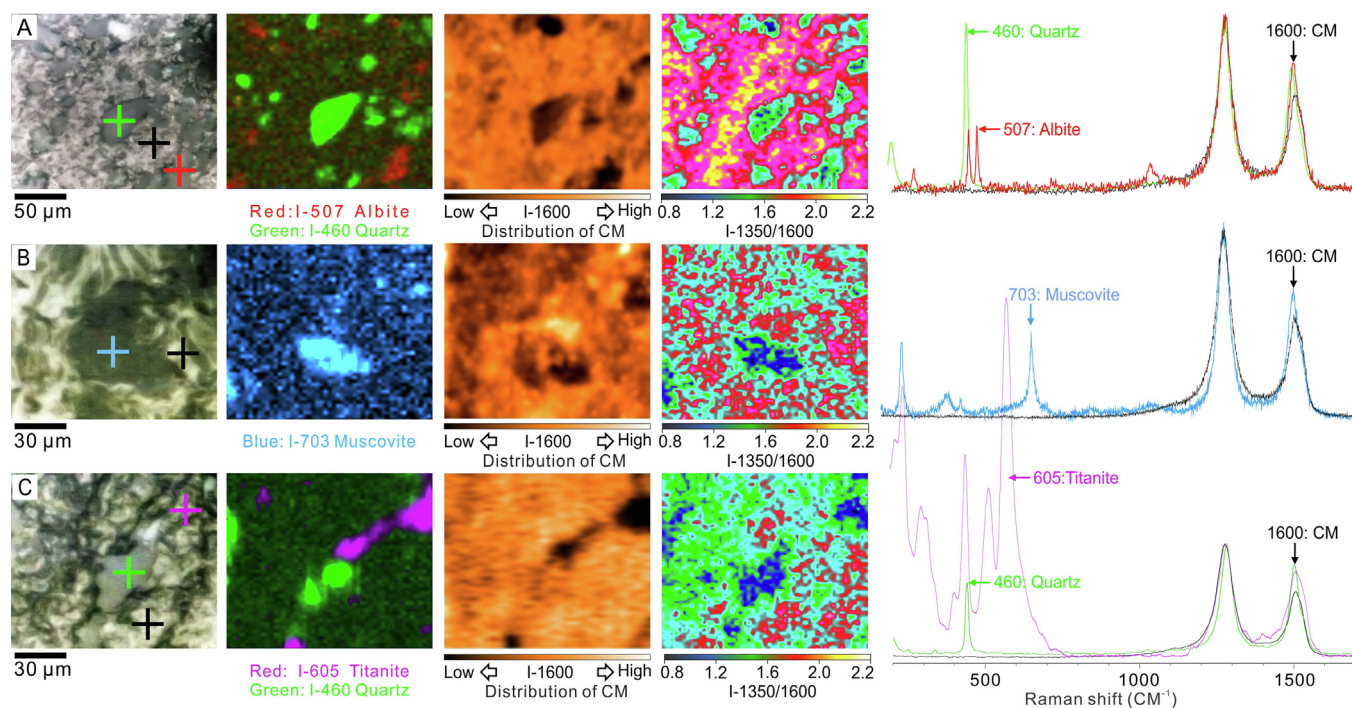 A
50 µm
Red:I-507 Albite
Green: I-460 Quartz
Low I-1600 High
Distribution of CM
0.8 1.2 1.6 2.0 2.2
I-1350/1600
460: Quartz
507: Albite
1600: CM
B
30 µm
Blue: I-703 Muscovite
Low I-1600 High
Distribution of CM
0.8 1.2 1.6 2.0 2.2
I-1350/1600
703: Muscovite
1600: CM
C
30 µm
Red: I-605 Titanite
Green: I-460 Quartz
Low I-1600 High
Distribution of CM
0.8 1.2 1.6 2.0 2.2
I-1350/1600
605:Titanite
460: Quartz
1600: CM
500 1000 1500
Raman shift (CM⁻¹)